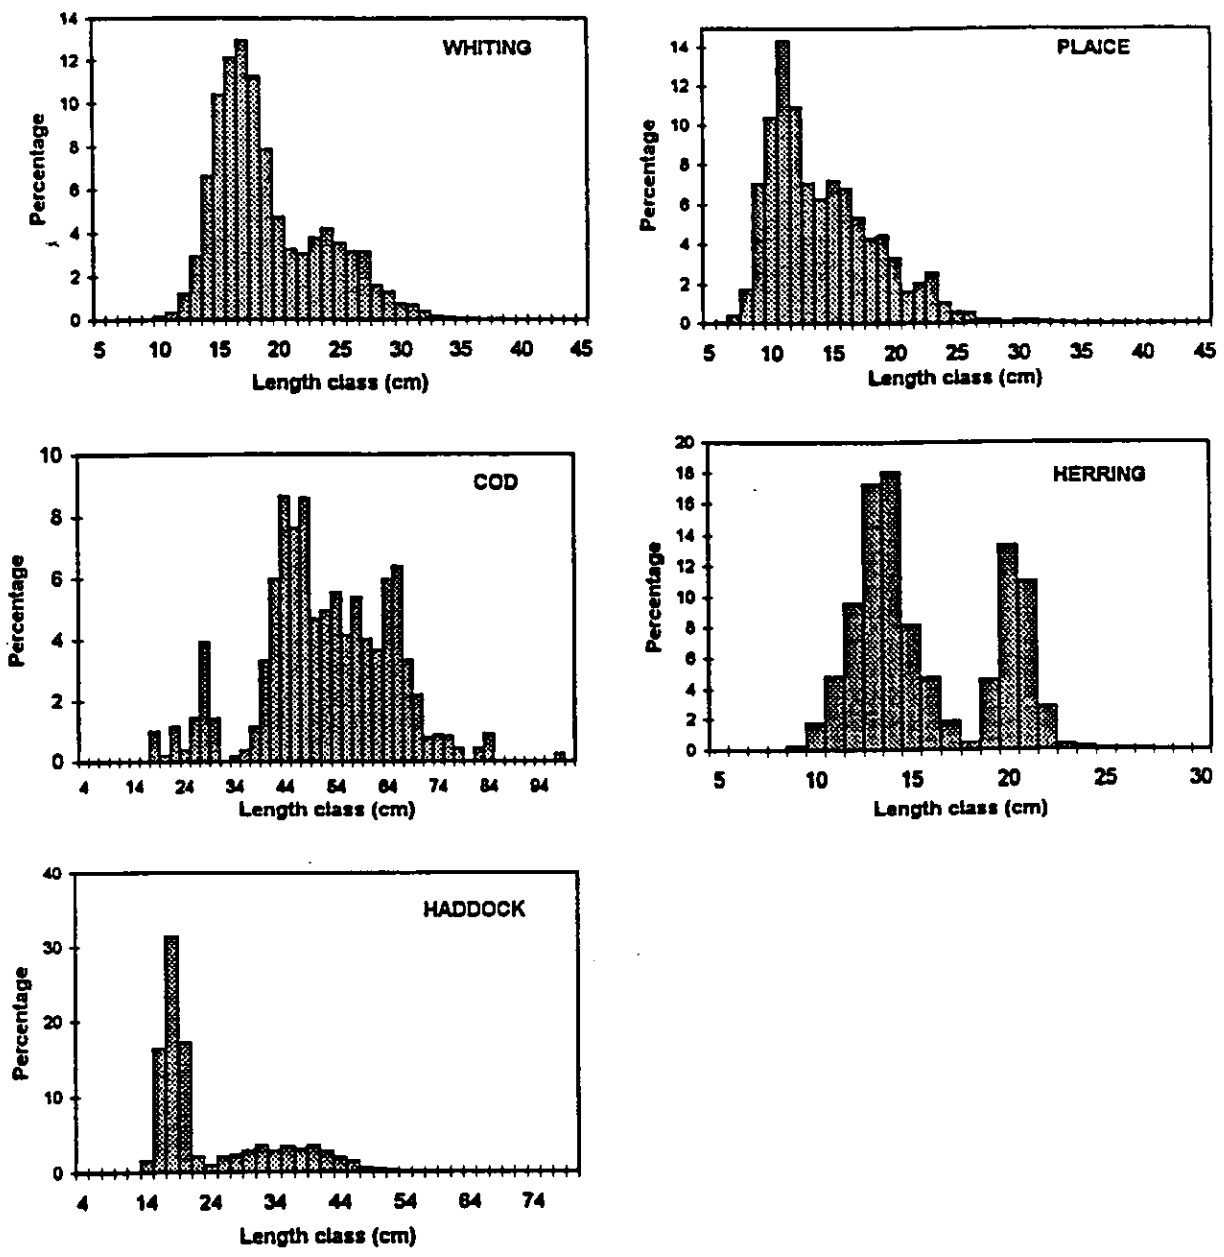 WHITING
Percentage
14
12
10
8
6
4
2
0
5 10 15 20 25 30 35 40 45
Length class (cm)
PLAICE
Percentage
14
12
10
8
6
4
2
0
5 10 15 20 25 30 35 40 45
Length class (cm)
COD
Percentage
10
8
6
4
2
0
4 14 24 34 44 54 64 74 84 94
Length class (cm)
HERRING
Percentage
20
18
16
14
12
10
8
6
4
2
0
5 10 15 20 25 30
Length class (cm)
HADDOCK
Percentage
40
30
20
10
0
4 14 24 34 44 54 64 74
Length class (cm)